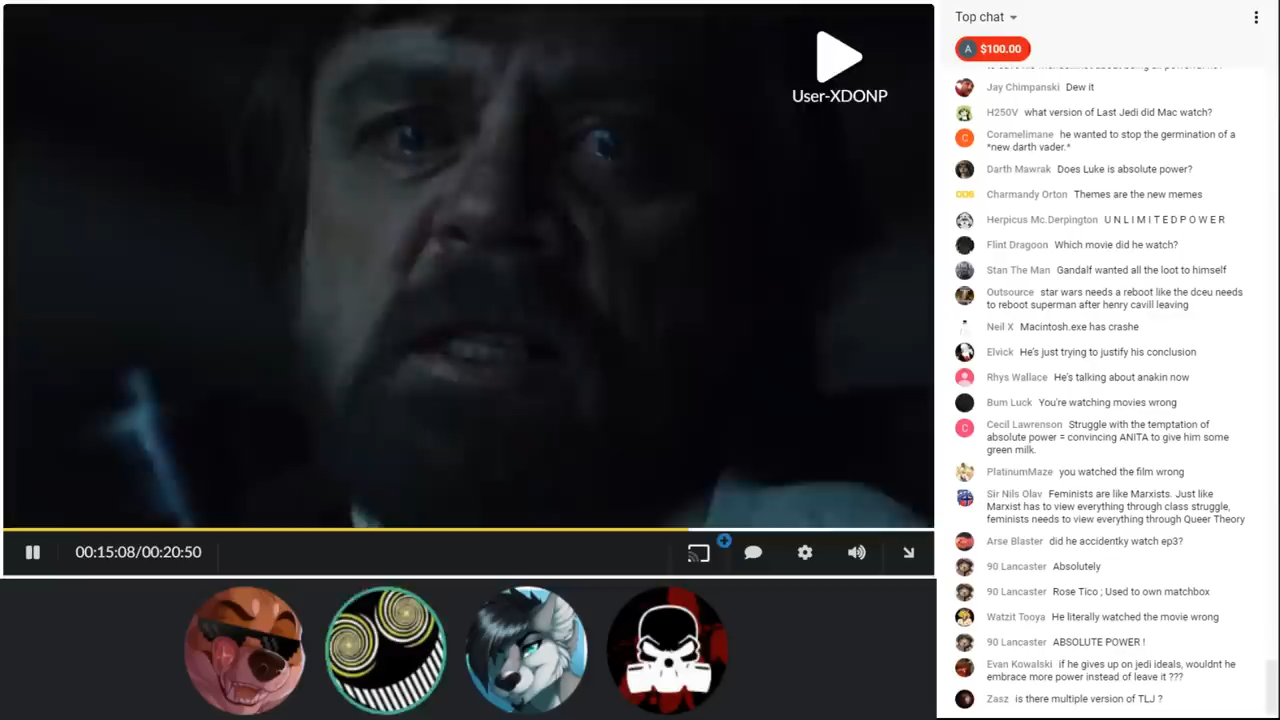 User-XDONP
00:15:08/00:20:50
Top chat
A $100.00
Jay Chimpanski Dew it
H250V what version of Last Jedi did Mac watch?
C Coramelimane he wanted to stop the germination of a
*new darth vader.*
Darth Mawrak Does Luke is absolute power?
Charmandy Orton Themes are the new memes
Herpicus Mc.Derpington U N L I M I T E D P O W E R
Flint Dragoon Which movie did he watch?
Stan The Man Gandalf wanted all the loot to himself
Outsource star wars needs a reboot like the dceu needs
to reboot superman after henry cavill leaving
Neil X Macintosh.exe has crashe
Elvick He's just trying to justify his conclusion
Rhys Wallace He's talking about anakin now
Bum Luck You're watching movies wrong
C Cecil Lawrenson Struggle with the temptation of
absolute power = convincing ANITA to give him some
green milk.
PlatinumMaze you watched the film wrong
Sir Nils Olav Feminists are like Marxists. Just like
Marxist has to view everything through class struggle,
feminists needs to view everything through Queer Theory
Arse Blaster did he accidentky watch ep3?
90 Lancaster Absolutely
90 Lancaster Rose Tico ; Used to own matchbox
Watzit Tooya He literally watched the movie wrong
90 Lancaster ABSOLUTE POWER !
Evan Kowalski if he gives up on jedi ideals, wouldnt he
embrace more power instead of leave it ???
Zasz is there multiple version of TLJ ?